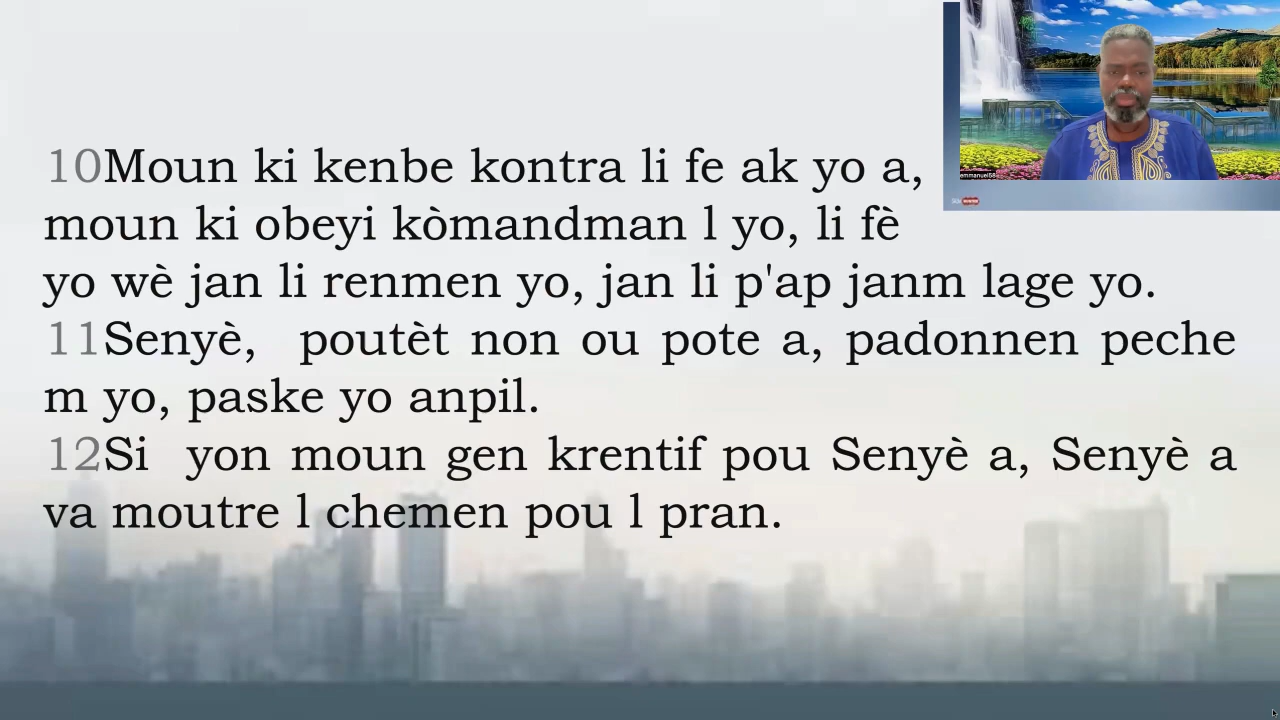 10Moun ki kenbe kontra li fe ak yo a,
moun ki obeyi kòmandman l yo, li fè
yo wè jan li renmen yo, jan li p'ap janm lage yo.
11Senyè, poutèt non ou pote a, padonnen peche
m yo, paske yo anpil.
12Si yon moun gen krentif pou Senyè a, Senyè a
va moutre l chemen pou l pran.